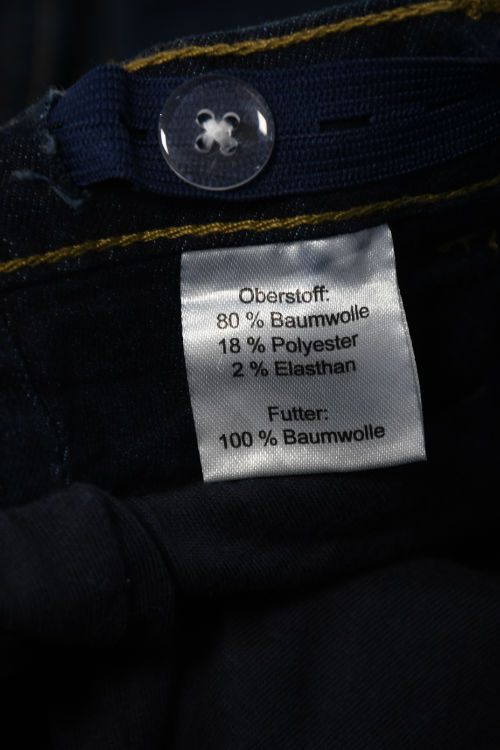 Oberstoff:
80 % Baumwolle
18 % Polyester
2 % Elasthan
Futter:
100 % Baumwolle